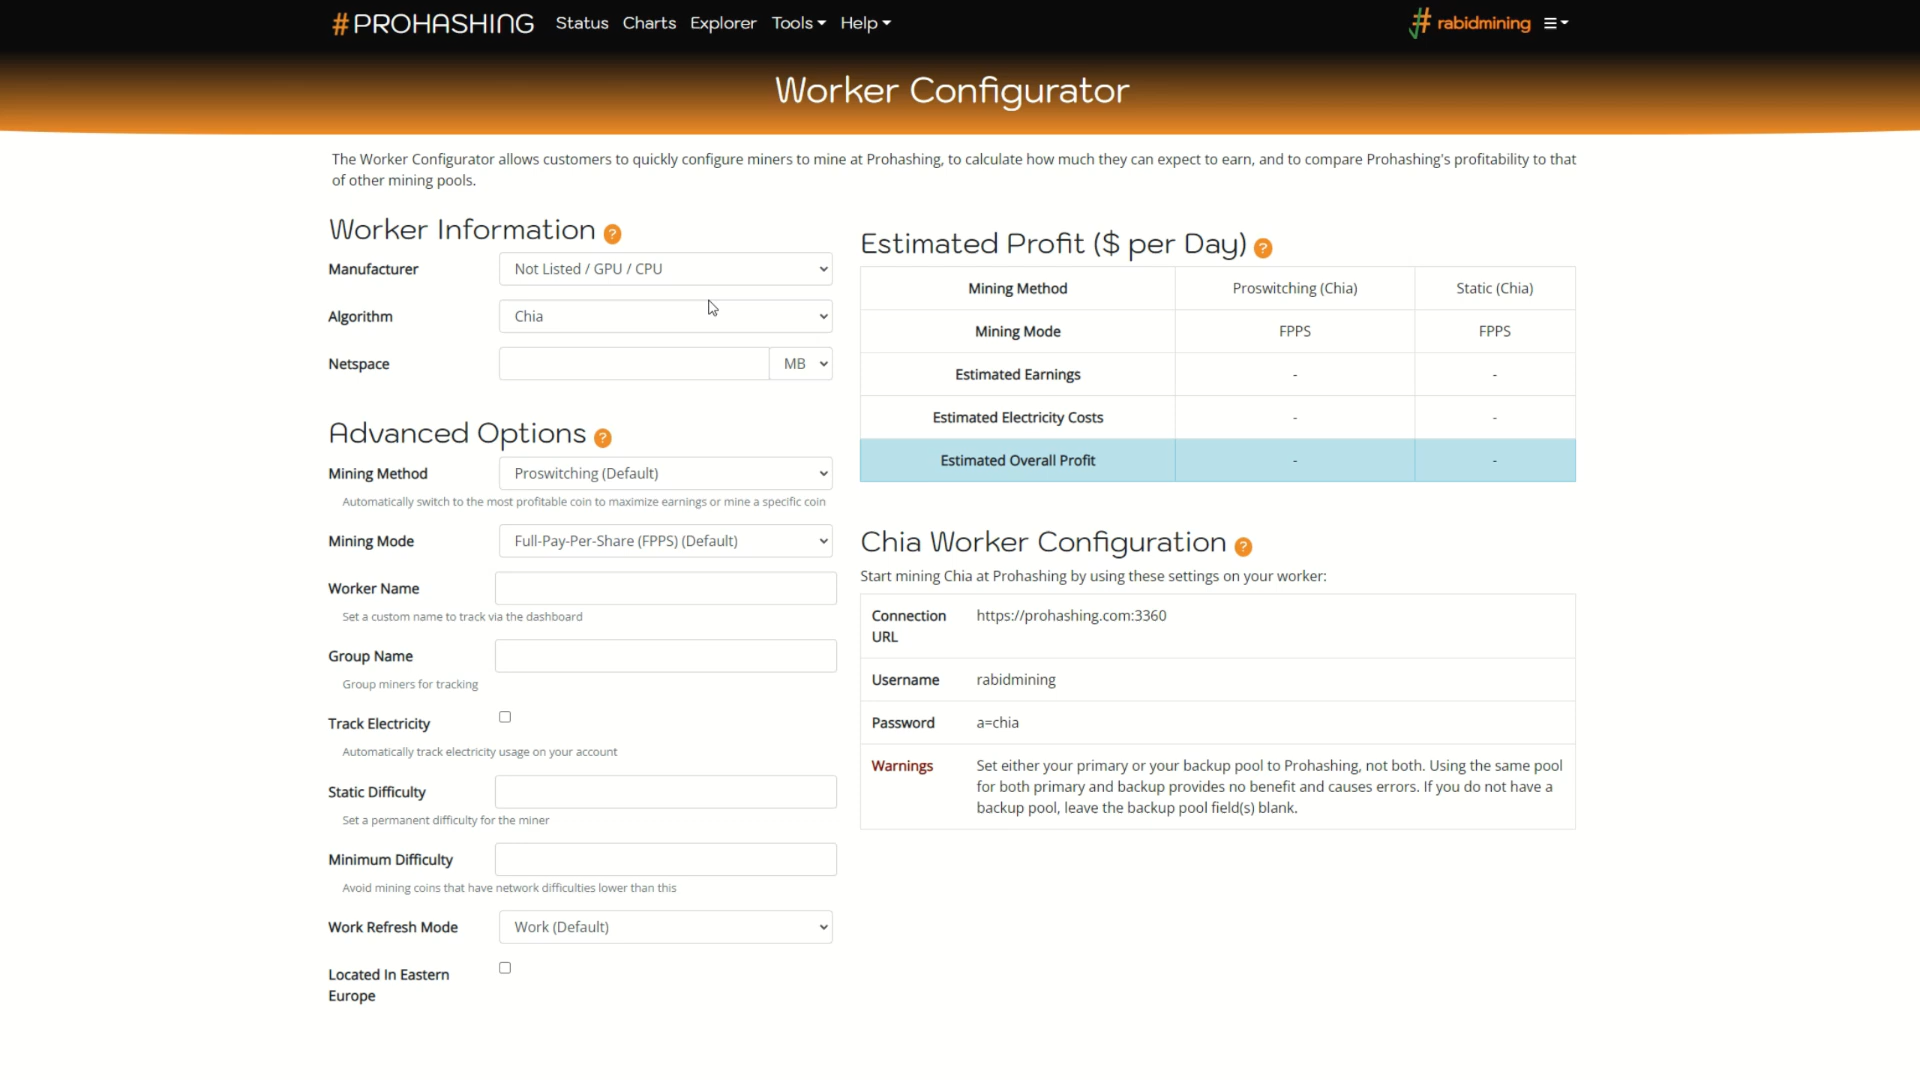 #PROHASHING
Status
Charts
Explorer
Tools
Help
rabidmining
Worker Configurator
The Worker Configurator allows customers to quickly configure miners to mine at Prohashing, to calculate how much they can expect to earn, and to compare Prohashing's profitability to that
of other mining pools.
Worker Information ?
Manufacturer
Not Listed / GPU / CPU
Algorithm
Chia
Netspace
MB
Advanced Options ?
Mining Method
Proswitching (Default)
Automatically switch to the most profitable coin to maximize earnings or mine a specific coin
Mining Mode
Full-Pay-Per-Share (FPPS) (Default)
Worker Name
Set a custom name to track via the dashboard
Group Name
Group miners for tracking
Track Electricity
Automatically track electricity usage on your account
Static Difficulty
Set a permanent difficulty for the miner
Minimum Difficulty
Avoid mining coins that have network difficulties lower than this
Work Refresh Mode
Work (Default)
Located In Eastern
Europe
Estimated Profit ($ per Day) ?
Mining Method
Proswitching (Chia)
Static (Chia)
Mining Mode
FPPS
FPPS
Estimated Earnings
-
-
Estimated Electricity Costs
-
-
Estimated Overall Profit
-
-
Chia Worker Configuration ?
Start mining Chia at Prohashing by using these settings on your worker:
Connection
URL
https://prohashing.com:3360
Username
rabidmining
Password
a=chia
Warnings
Set either your primary or your backup pool to Prohashing, not both. Using the same pool
for both primary and backup provides no benefit and causes errors. If you do not have a
backup pool, leave the backup pool field(s) blank.